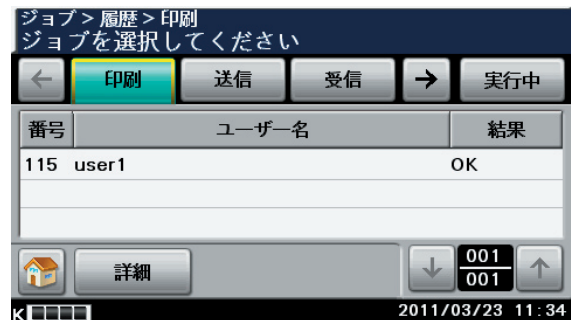 ジョブ > 履歴 > 印刷
ジョブを選択してください
← 印刷 送信 受信 → 実行中
番号 ユーザー名 結果
115 user1 OK
詳細 ↓ 001 ↑
001
K 2011/03/23 11:34